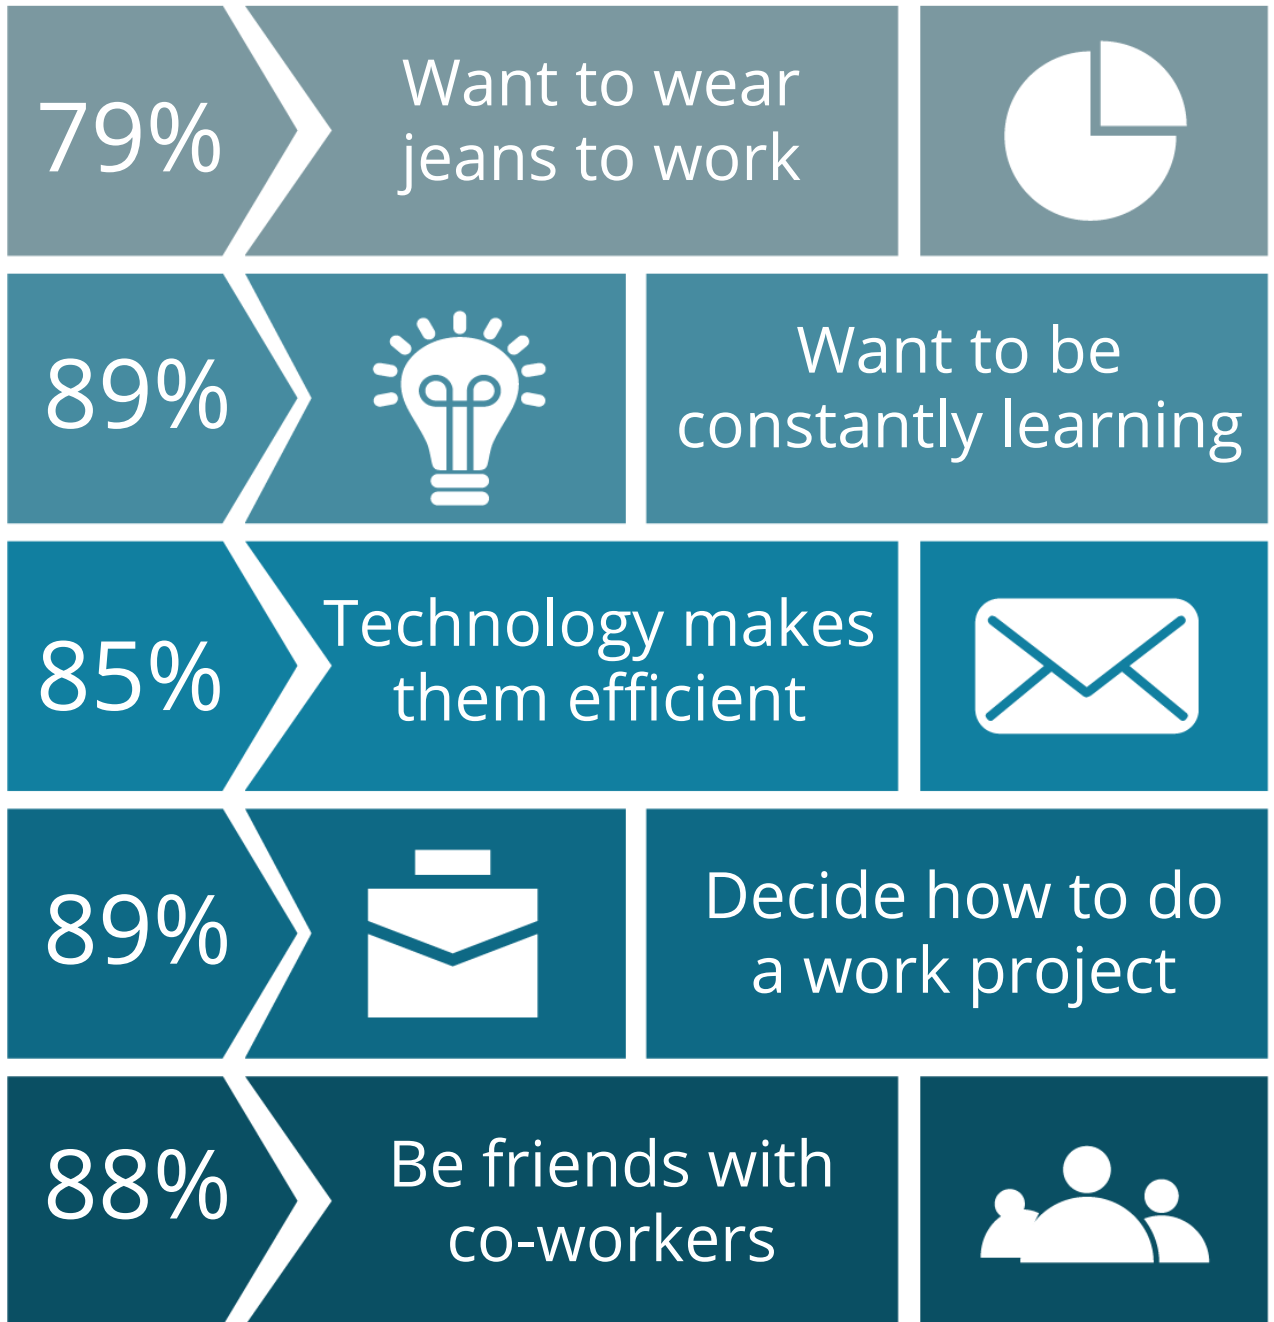 79%
Want to wear
jeans to work
89%
Want to be
constantly learning
85%
Technology makes
them efficient
89%
Decide how to do
a work project
88%
Be friends with
co-workers